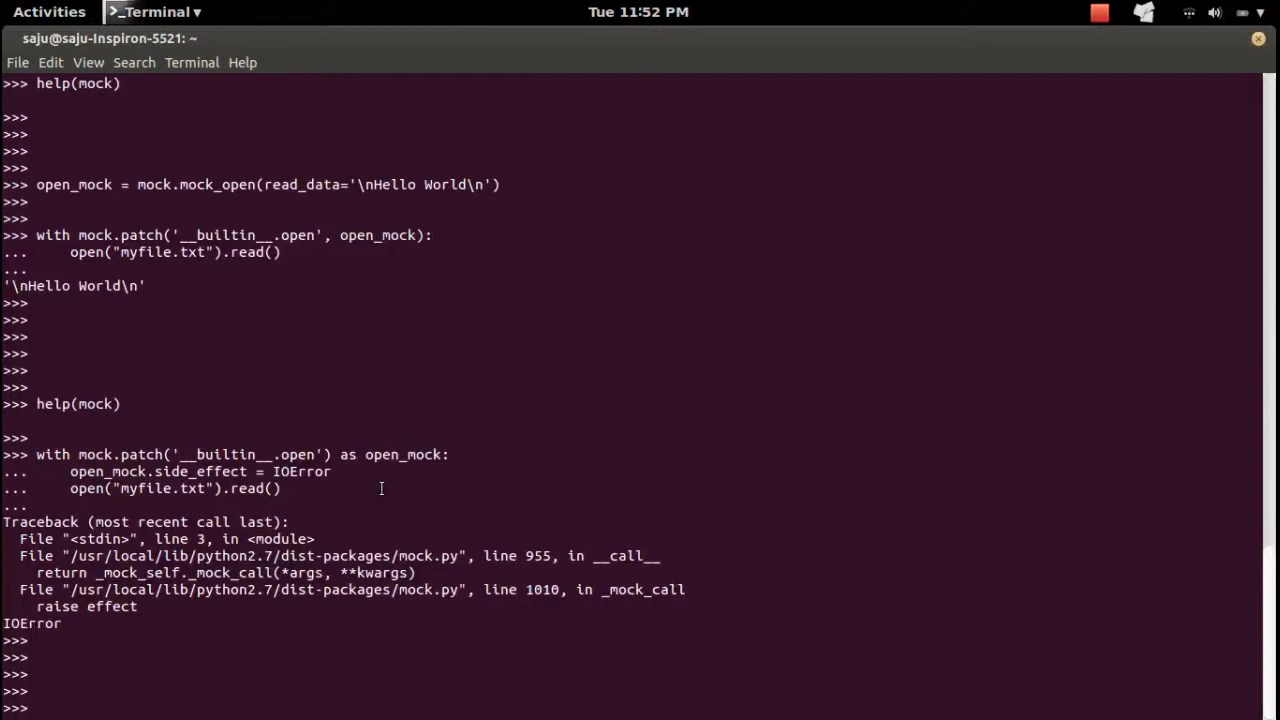 Activities
>_Terminal▾
Tue 11:52 PM
saju@saju-Inspiron-5521: ~
File Edit View Search Terminal Help
>>> help(mock)
>>>
>>>
>>>
>>>
>>> open_mock = mock.mock_open(read_data='\nHello World\n')
>>>
>>>
>>> with mock.patch('__builtin__.open', open_mock):
...     open("myfile.txt").read()
...
'\nHello World\n'
>>>
>>>
>>>
>>>
>>>
>>>
>>> help(mock)
>>>
>>> with mock.patch('__builtin__.open') as open_mock:
...     open_mock.side_effect = IOError
...     open("myfile.txt").read()
...
Traceback (most recent call last):
  File "<stdin>", line 3, in <module>
  File "/usr/local/lib/python2.7/dist-packages/mock.py", line 955, in __call__
    return _mock_self._mock_call(*args, **kwargs)
  File "/usr/local/lib/python2.7/dist-packages/mock.py", line 1010, in _mock_call
    raise effect
IOError
>>>
>>>
>>>
>>>
>>>